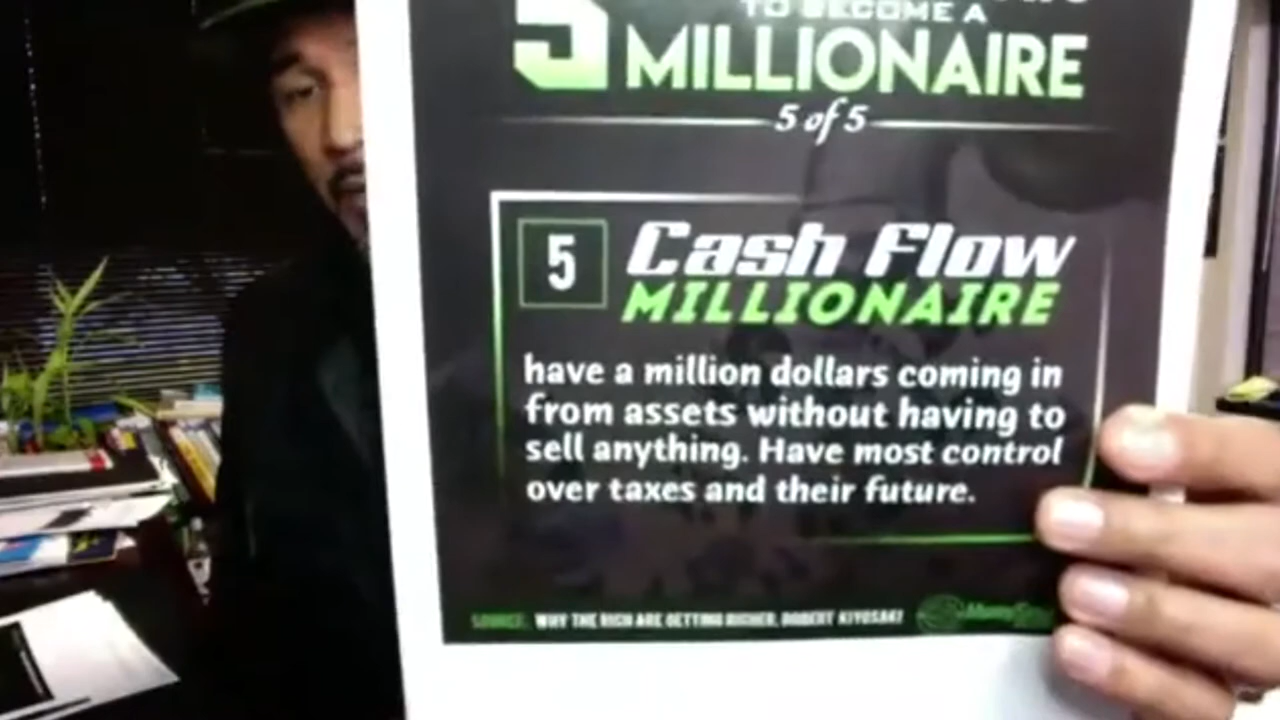 5
TO BECOME A
MILLIONAIRE
5 of 5
5
Cash Flow
MILLIONAIRE
have a million dollars coming in
from assets without having to
sell anything. Have most control
over taxes and their future.
SOURCE: WHY THE RICH ARE GETTING RICHER, ROBERT KIYOSAKI